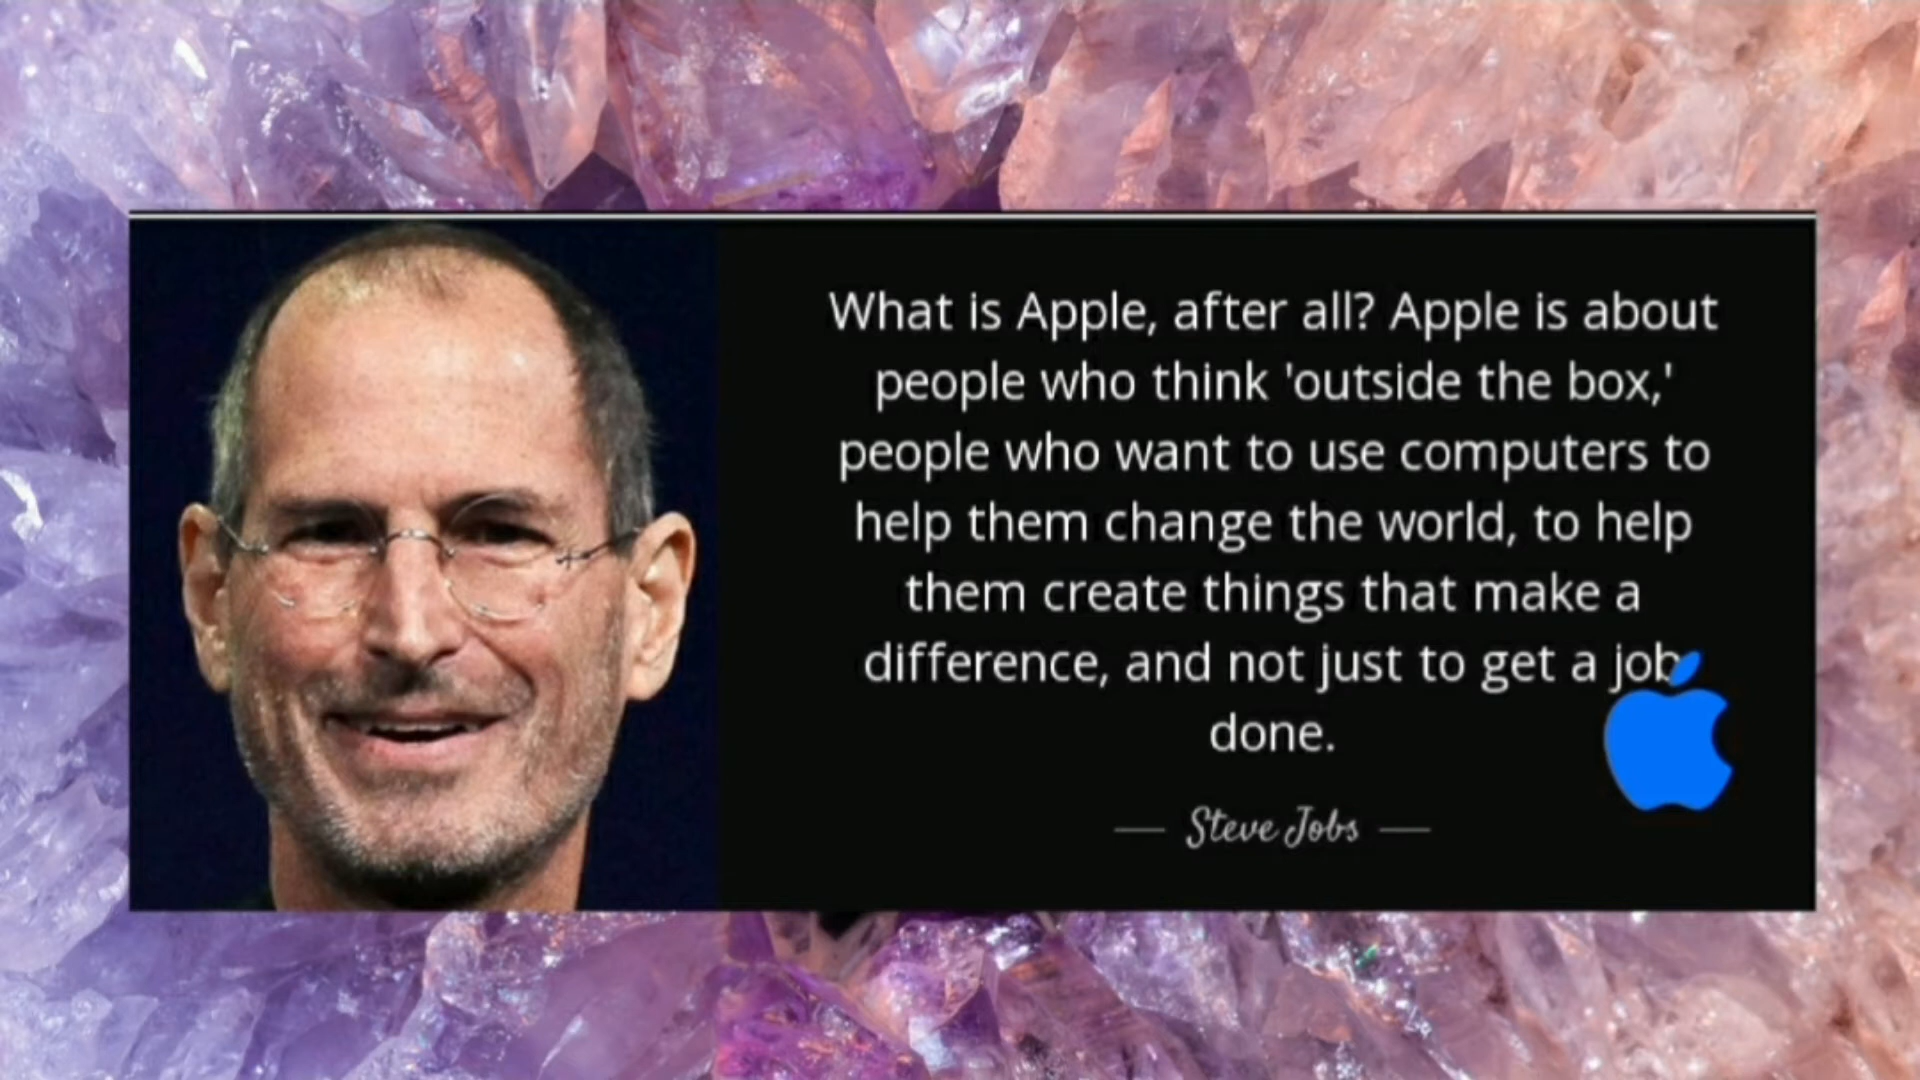 What is Apple, after all? Apple is about
people who think 'outside the box,'
people who want to use computers to
help them change the world, to help
them create things that make a
difference, and not just to get a job
done.
— Steve Jobs —